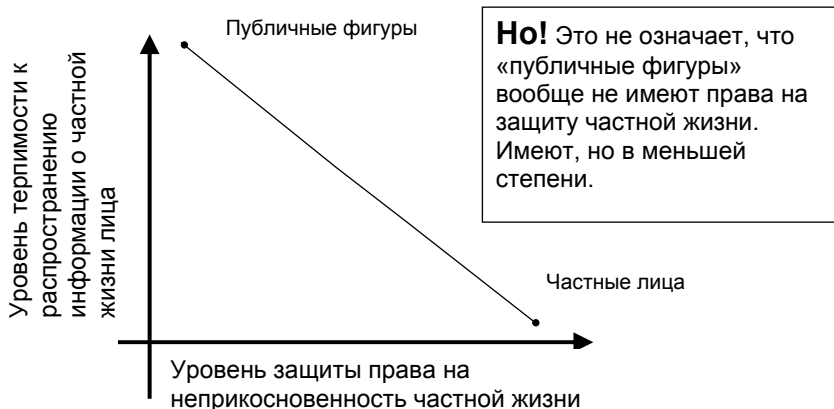 Публичные фигуры
Но! Это не означает, что
«публичные фигуры»
вообще не имеют права на
защиту частной жизни.
Имеют, но в меньшей
степени.
Уровень терпимости к
распространению
информации о частной
жизни лица
Частные лица
Уровень защиты права на
неприкосновенность частной жизни